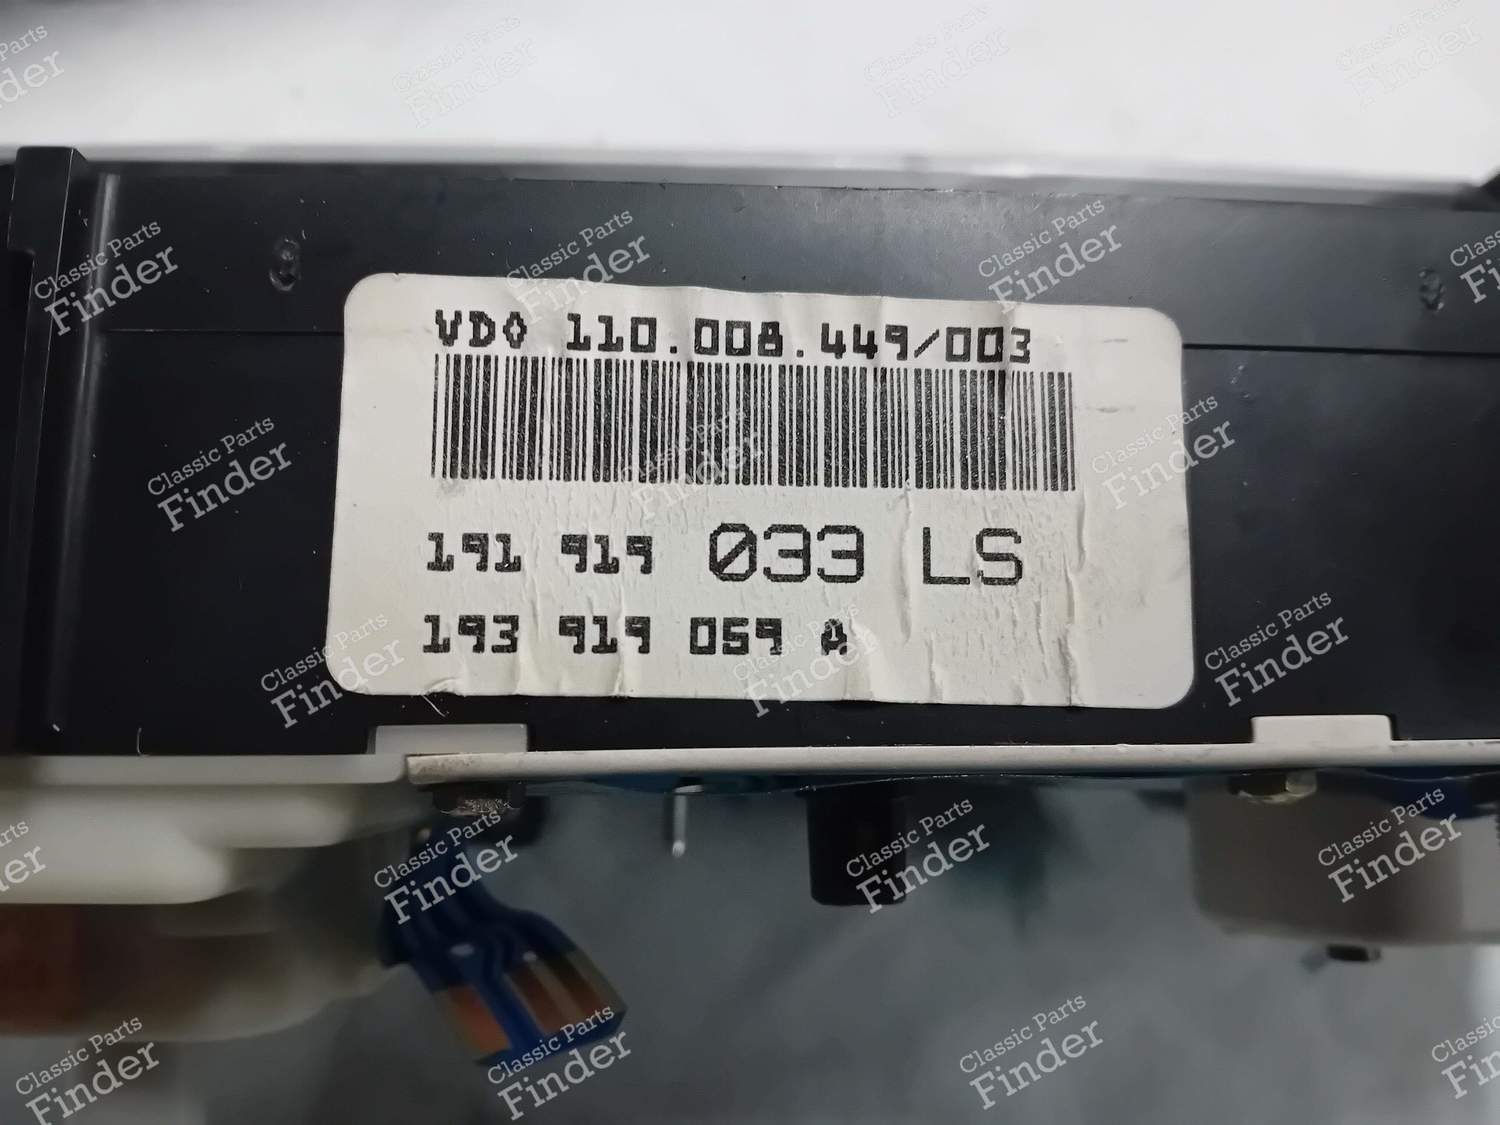 VDO 110.008.449/003
191 919 033 LS
193 919 059 A
Classic Parts
Finder